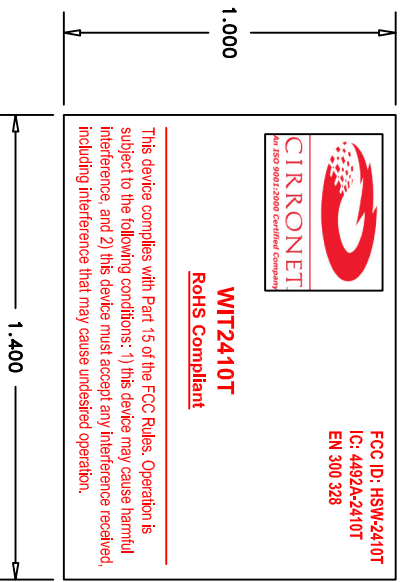 CIRRONET
An ISO 9001:2000 Certified Company
FCC ID: HSW-2410T
IC: 4492A-2410T
EN 300 328
WIT2410T
RoHS Compliant
This device complies with Part 15 of the FCC Rules. Operation is
subject to the following conditions: 1) this device may cause harmful
interference, and 2) this device must accept any interference received,
including interference that may cause undesired operation.
1.000
1.400